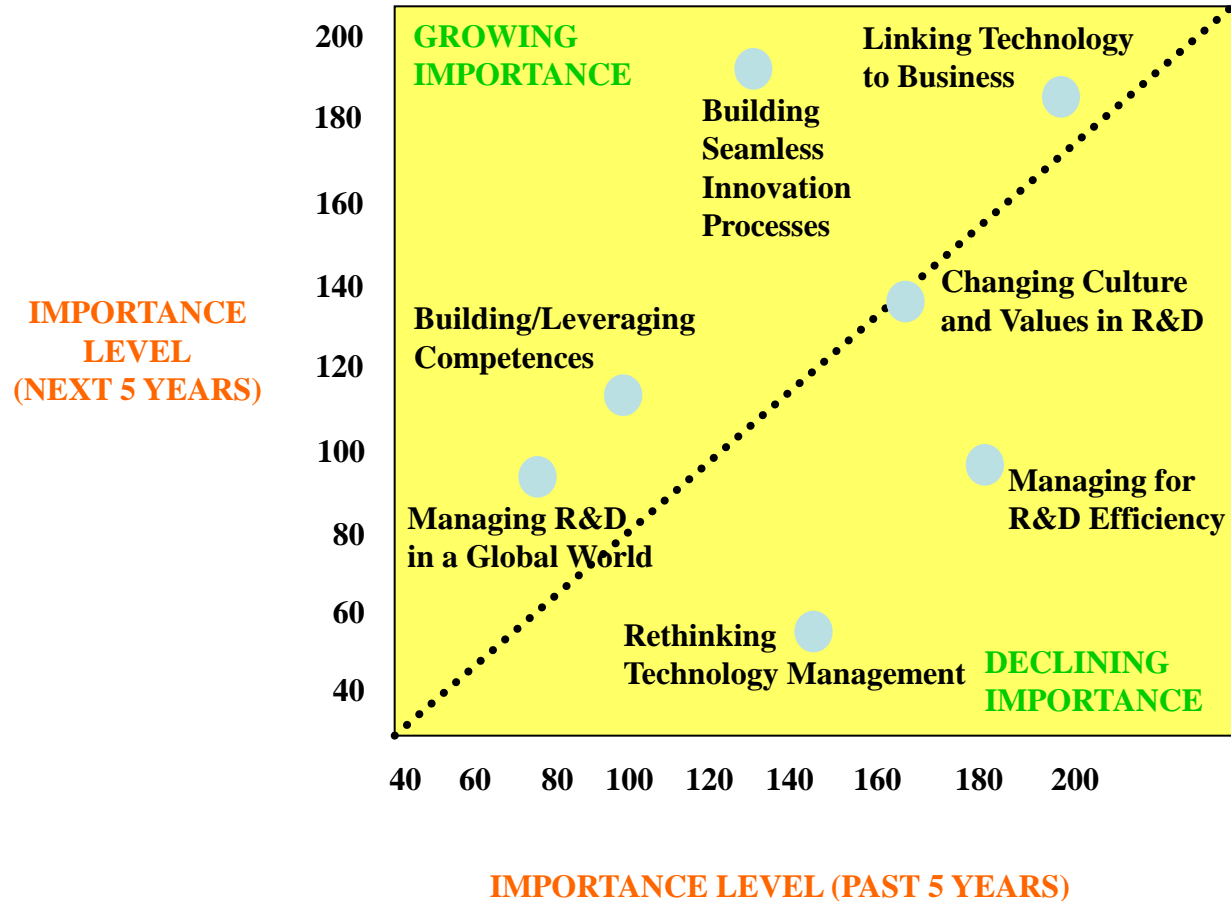 200
180
160
140
120
100
80
60
40
IMPORTANCE
LEVEL
(NEXT 5 YEARS)
GROWING
IMPORTANCE
Linking Technology
to Business
Building
Seamless
Innovation
Processes
Changing Culture
and Values in R&D
Building/Leveraging
Competences
Managing R&D
in a Global World
Managing for
R&D Efficiency
Rethinking
Technology Management
DECLINING
IMPORTANCE
40 60 80 100 120 140 160 180 200
IMPORTANCE LEVEL (PAST 5 YEARS)